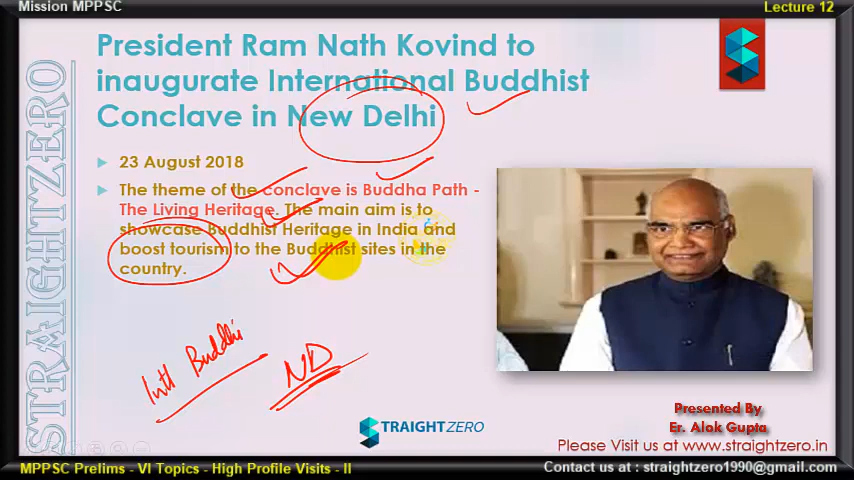 Mission MPPSC
Lecture 12
President Ram Nath Kovind to
inaugurate International Buddhist
Conclave in New Delhi
23 August 2018
The theme of the conclave is Buddha Path -
The Living Heritage. The main aim is to
showcase Buddhist Heritage in India and
boost tourism to the Buddhist sites in the
country.
STRAIGHTZERO
Intl Buddhi
ND
STRAIGHTZERO
Presented By
Er. Alok Gupta
Please Visit us at www.straightzero.in
MPPSC Prelims - VI Topics - High Profile Visits - II
Contact us at : straightzero1990@gmail.com